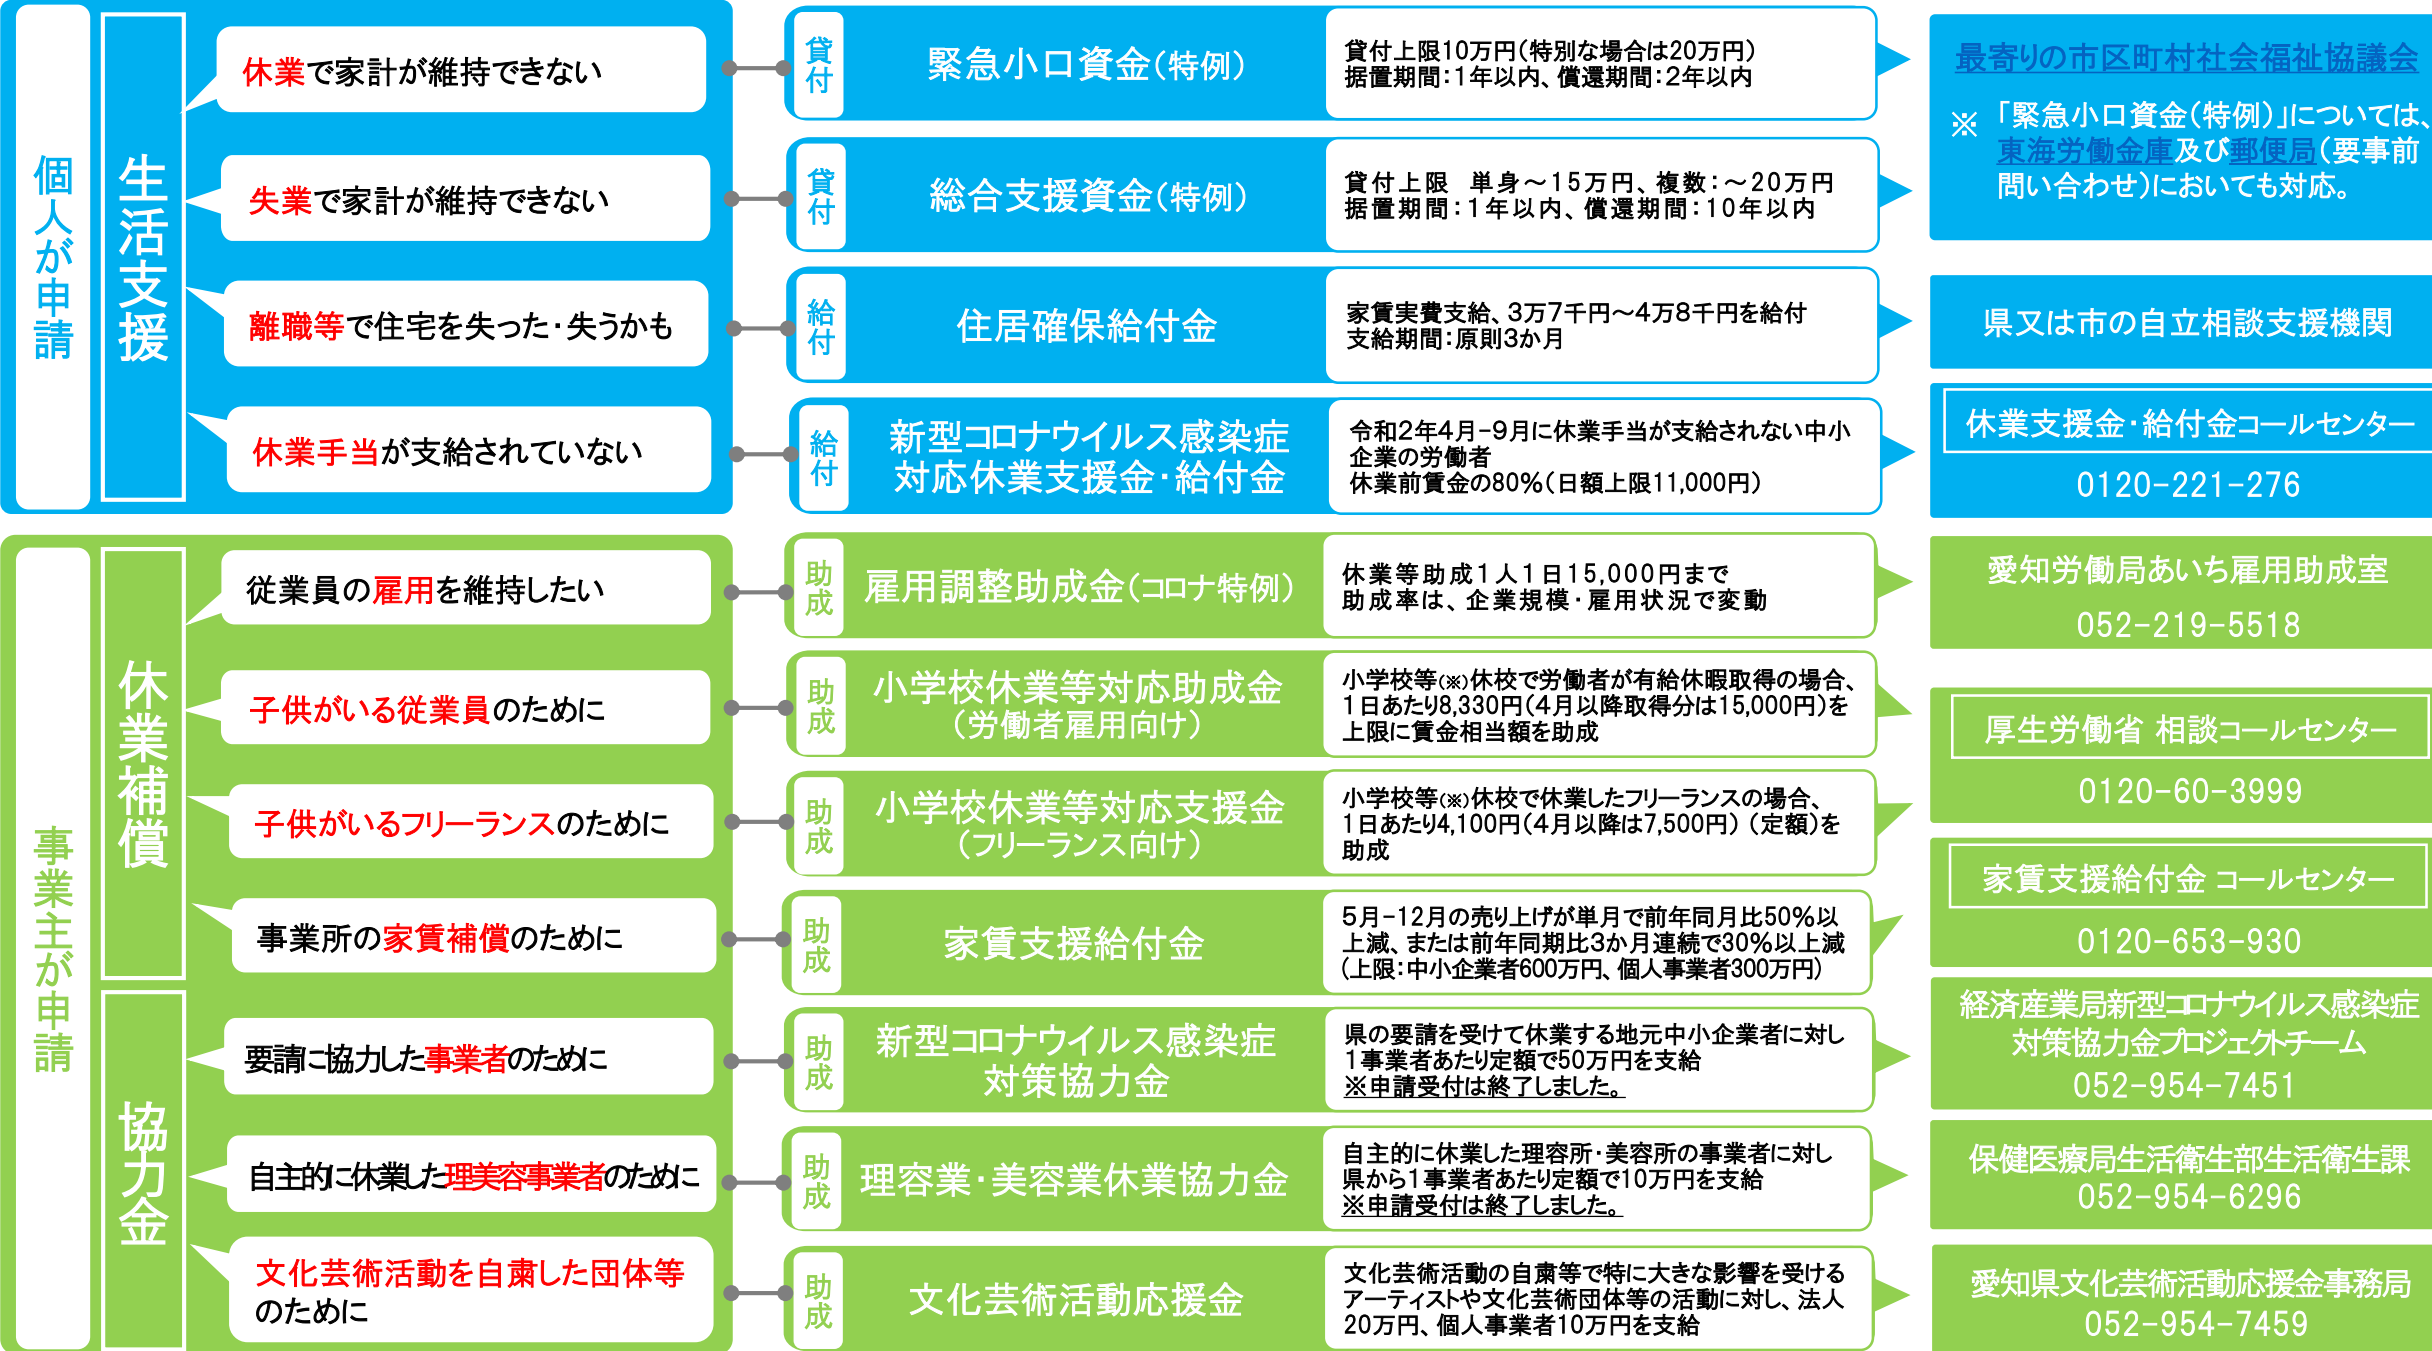 個人が申請
生活支援
休業で家計が維持できない
貸付
緊急小口資金（特例）
貸付上限10万円（特別な場合は20万円）
据置期間：1年以内、償還期間：2年以内
最寄りの市区町村社会福祉協議会
※「緊急小口資金（特例）」については、
東海労働金庫及び郵便局（要事前
問い合わせ）においても対応。
失業で家計が維持できない
貸付
総合支援資金（特例）
貸付上限　単身～15万円、複数：～20万円
据置期間：1年以内、償還期間：10年以内
離職等で住宅を失った・失うかも
給付
住居確保給付金
家賃実費支給、3万7千円～4万8千円を給付
支給期間：原則3か月
県又は市の自立相談支援機関
休業手当が支給されていない
給付
新型コロナウイルス感染症
対応休業支援金・給付金
令和2年4月-9月に休業手当が支給されない中小
企業の労働者
休業前賃金の80%（日額上限11,000円）
休業支援金・給付金コールセンター
0120-221-276
事業主が申請
休業補償
従業員の雇用を維持したい
助成
雇用調整助成金（コロナ特例）
休業等助成1人1日15,000円まで
助成率は、企業規模・雇用状況で変動
愛知労働局あいち雇用助成室
052-219-5518
子供がいる従業員のために
助成
小学校休業等対応助成金
（労働者雇用向け）
小学校等（※）休校で労働者が有給休暇取得の場合、
1日あたり8,330円（4月以降取得分は15,000円）を
上限に賃金相当額を助成
厚生労働省 相談コールセンター
0120-60-3999
子供がいるフリーランスのために
助成
小学校休業等対応支援金
（フリーランス向け）
小学校等（※）休校で休業したフリーランスの場合、
1日あたり4,100円（4月以降は7,500円）（定額）を
助成
事業所の家賃補償のために
助成
家賃支援給付金
5月-12月の売り上げが単月で前年同月比50%以
上減、または前年同期比3か月連続で30%以上減
（上限：中小企業者600万円、個人事業者300万円）
家賃支援給付金 コールセンター
0120-653-930
協力金
要請に協力した事業者のために
助成
新型コロナウイルス感染症
対策協力金
県の要請を受けて休業する地元中小企業者に対し
1事業者あたり定額で50万円を支給
※申請受付は終了しました。
経済産業局新型コロナウイルス感染症
対策協力金プロジェクトチーム
052-954-7451
自主的に休業した理美容事業者のために
助成
理容業・美容業休業協力金
自主的に休業した理容所・美容所の事業者に対し
県から1事業者あたり定額で10万円を支給
※申請受付は終了しました。
保健医療局生活衛生部生活衛生課
052-954-6296
文化芸術活動を自粛した団体等
のために
助成
文化芸術活動応援金
文化芸術活動の自粛等で特に大きな影響を受ける
アーティストや文化芸術団体等の活動に対し、法人
20万円、個人事業者10万円を支給
愛知県文化芸術活動応援金事務局
052-954-7459